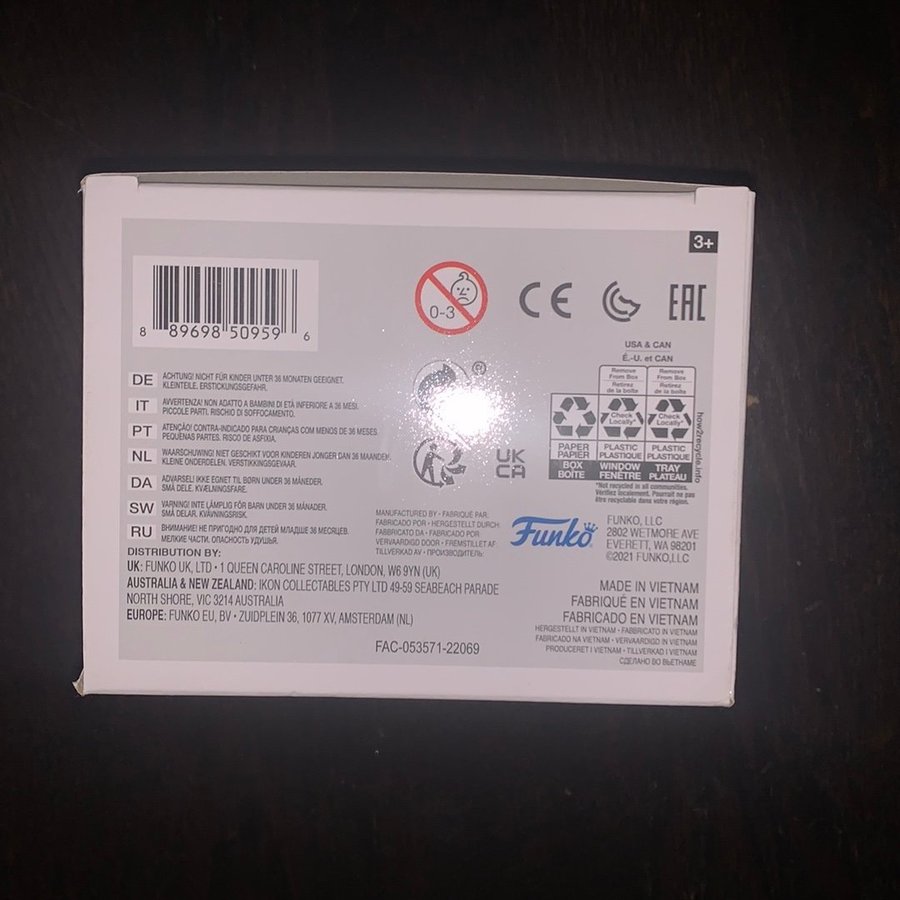 3+
8 89698 50959 6
0-3
®
CE
EAC
USA & CAN
É.-U. et CAN
Remove From Box
Retirez de la boîte
Remove From Box
Retirez de la boîte
Check Locally*
Check Locally*
PAPER
PAPIER
BOX
BOÎTE
PLASTIC
PLASTIQUE
WINDOW
FENÊTRE
PLASTIC
PLASTIQUE
TRAY
PLATEAU
how2recycle.info
*Not recycled in all communities.
Vérifiez localement. Pourrait ne pas
être recyclable dans votre région.
UK
CA
DE ACHTUNG! NICHT FÜR KINDER UNTER 36 MONATEN GEEIGNET.
KLEINTEILE. ERSTICKUNGSGEFAHR.
IT AVVERTENZA! NON ADATTO A BAMBINI DI ETÀ INFERIORE A 36 MESI.
PICCOLE PARTI. RISCHIO DI SOFFOCAMENTO.
PT ATENÇÃO! CONTRA-INDICADO PARA CRIANÇAS COM MENOS DE 36 MESES.
PEQUENAS PARTES. RISCO DE ASFIXIA.
NL WAARSCHUWING! NIET GESCHIKT VOOR KINDEREN JONGER DAN 36 MAANDEN.
KLEINE ONDERDELEN. VERSTIKKINGSGEVAAR.
DA ADVARSEL! IKKE EGNET TIL BØRN UNDER 36 MÅNEDER.
SMÅ DELE. KVÆLNINGSFARE.
SW VARNING! INTE LÄMPLIG FÖR BARN UNDER 36 MÅNADER.
SMÅ DELAR. KVÄVNINGSRISK.
RU ВНИМАНИЕ! НЕ ПРИГОДНО ДЛЯ ДЕТЕЙ МЛАДШЕ 36 МЕСЯЦЕВ.
МЕЛКИЕ ЧАСТИ. ОПАСНОСТЬ УДУШЬЯ.
MANUFACTURED BY • FABRIQUÉ PAR:
FABRICADO POR • HERGESTELLT DURCH:
FABBRICATO DA • FABRICADO POR:
VERVAARDIGD DOOR • FREMSTILLET AF:
TILLVERKAD AV • ПРОИЗВОДИТЕЛЬ:
Funko
FUNKO, LLC
2802 WETMORE AVE
EVERETT, WA 98201
©2021 FUNKO,LLC
DISTRIBUTION BY:
UK: FUNKO UK, LTD • 1 QUEEN CAROLINE STREET, LONDON, W6 9YN (UK)
AUSTRALIA & NEW ZEALAND: IKON COLLECTABLES PTY LTD 49-59 SEABEACH PARADE
NORTH SHORE, VIC 3214 AUSTRALIA
EUROPE: FUNKO EU, BV • ZUIDPLEIN 36, 1077 XV, AMSTERDAM (NL)
MADE IN VIETNAM
FABRIQUÉ EN VIETNAM
FABRICADO EN VIETNAM
HERGESTELLT IN VIETNAM • FABBRICATO IN VIETNAM
FABRICADO NA VIETNAM • VERVAARDIGD IN VIETNAM
PRODUCERET I VIETNAM • TILLVERKAD I VIETNAM
СДЕЛАНО ВО ВЬЕТНАМЕ
FAC-053571-22069